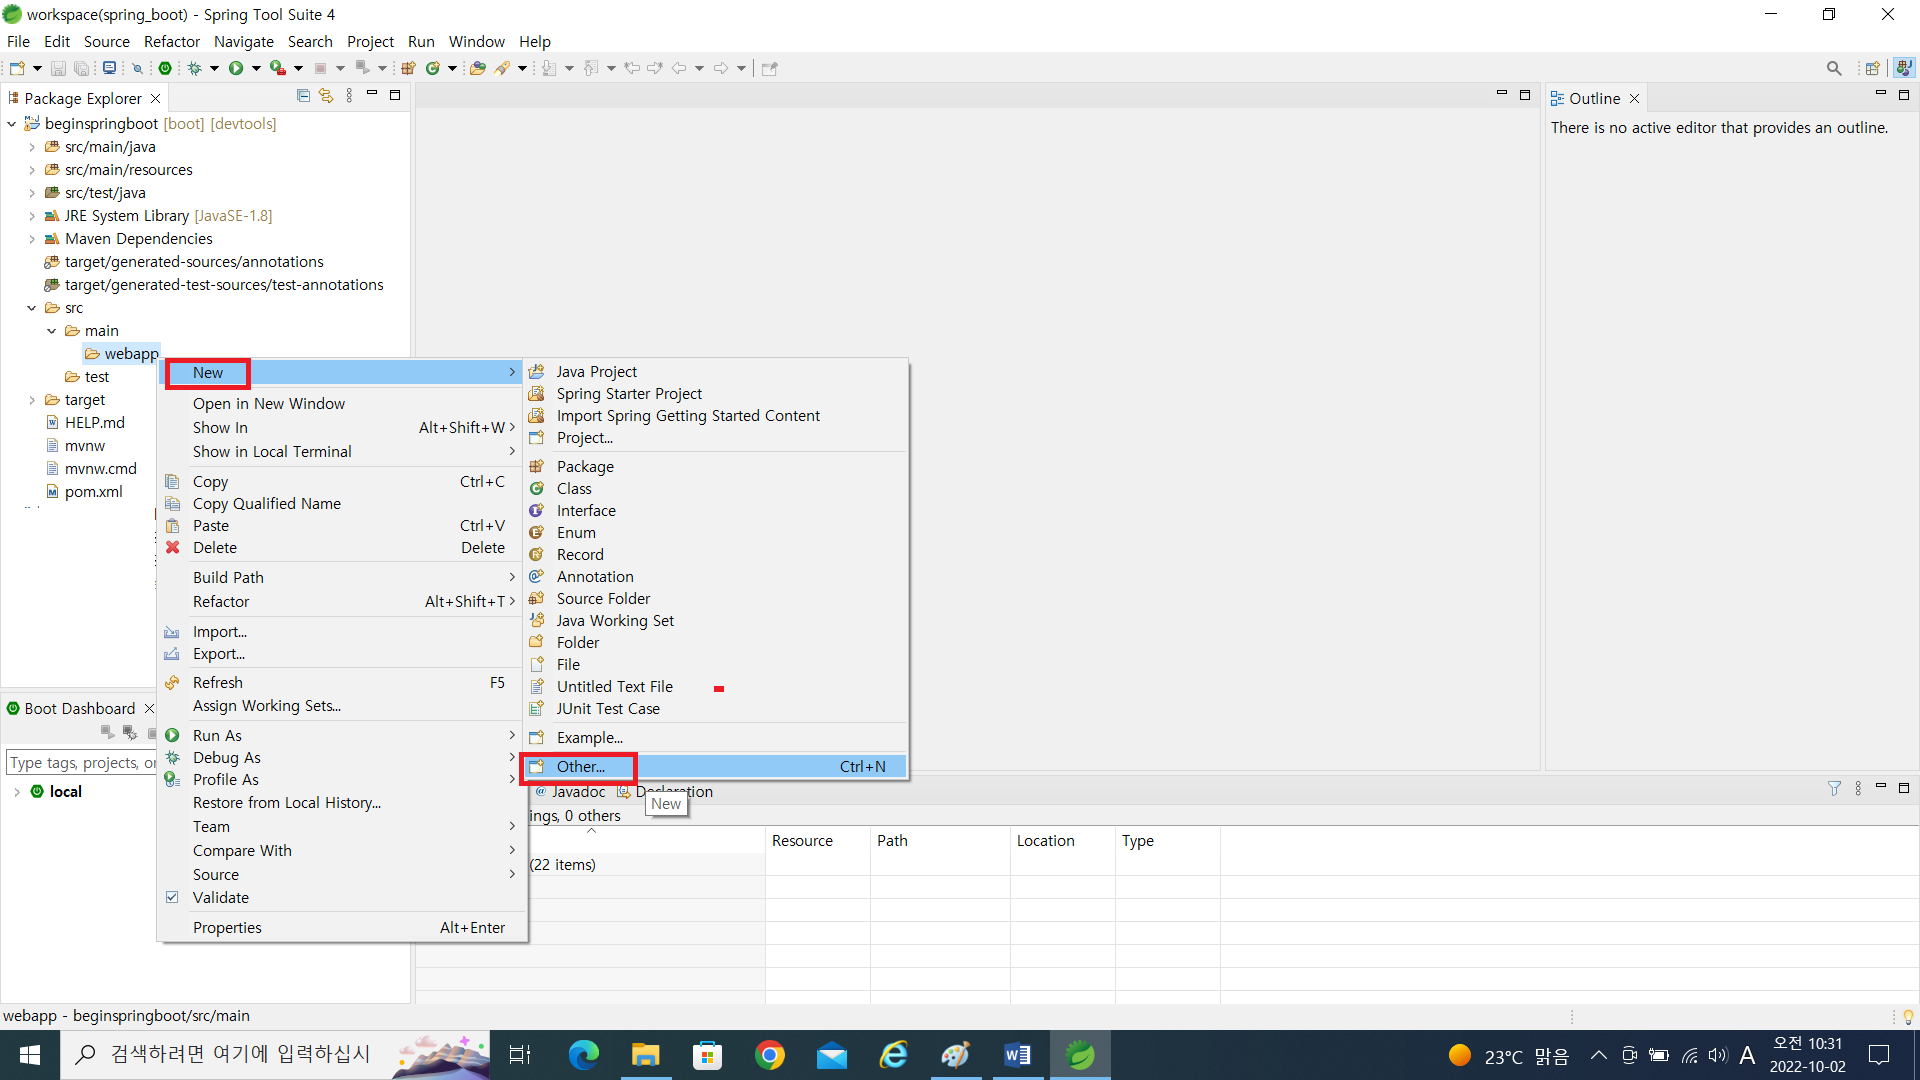 workspace(spring_boot) - Spring Tool Suite 4
File Edit Source Refactor Navigate Search Project Run Window Help
Package Explorer
beginspringboot [boot] [devtools]
src/main/java
src/main/resources
src/test/java
JRE System Library [JavaSE-1.8]
Maven Dependencies
target/generated-sources/annotations
target/generated-test-sources/test-annotations
src
main
webapp
test
target
HELP.md
mvnw
mvnw.cmd
pom.xml
Outline
There is no active editor that provides an outline.
New
Open in New Window
Show In Alt+Shift+W
Show in Local Terminal
Copy Ctrl+C
Copy Qualified Name
Paste Ctrl+V
Delete Delete
Build Path
Refactor Alt+Shift+T
Import...
Export...
Refresh F5
Assign Working Sets...
Run As
Debug As
Profile As
Restore from Local History...
Team
Compare With
Source
Validate
Properties Alt+Enter
Java Project
Spring Starter Project
Import Spring Getting Started Content
Project...
Package
Class
Interface
Enum
Record
Annotation
Source Folder
Java Working Set
Folder
File
Untitled Text File
JUnit Test Case
Example...
Other... Ctrl+N
New
Boot Dashboard
Type tags, projects, or
local
Javadoc Declaration
ings, 0 others
Resource Path Location Type
(22 items)
webapp - beginspringboot/src/main
검색하려면 여기에 입력하십시
23°C 맑음
A
오전 10:31
2022-10-02